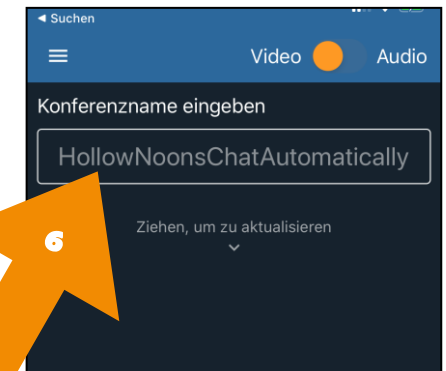 ◀ Suchen
Video Audio
Konferenzname eingeben
HollowNoonsChatAutomatically
Ziehen, um zu aktualisieren
6